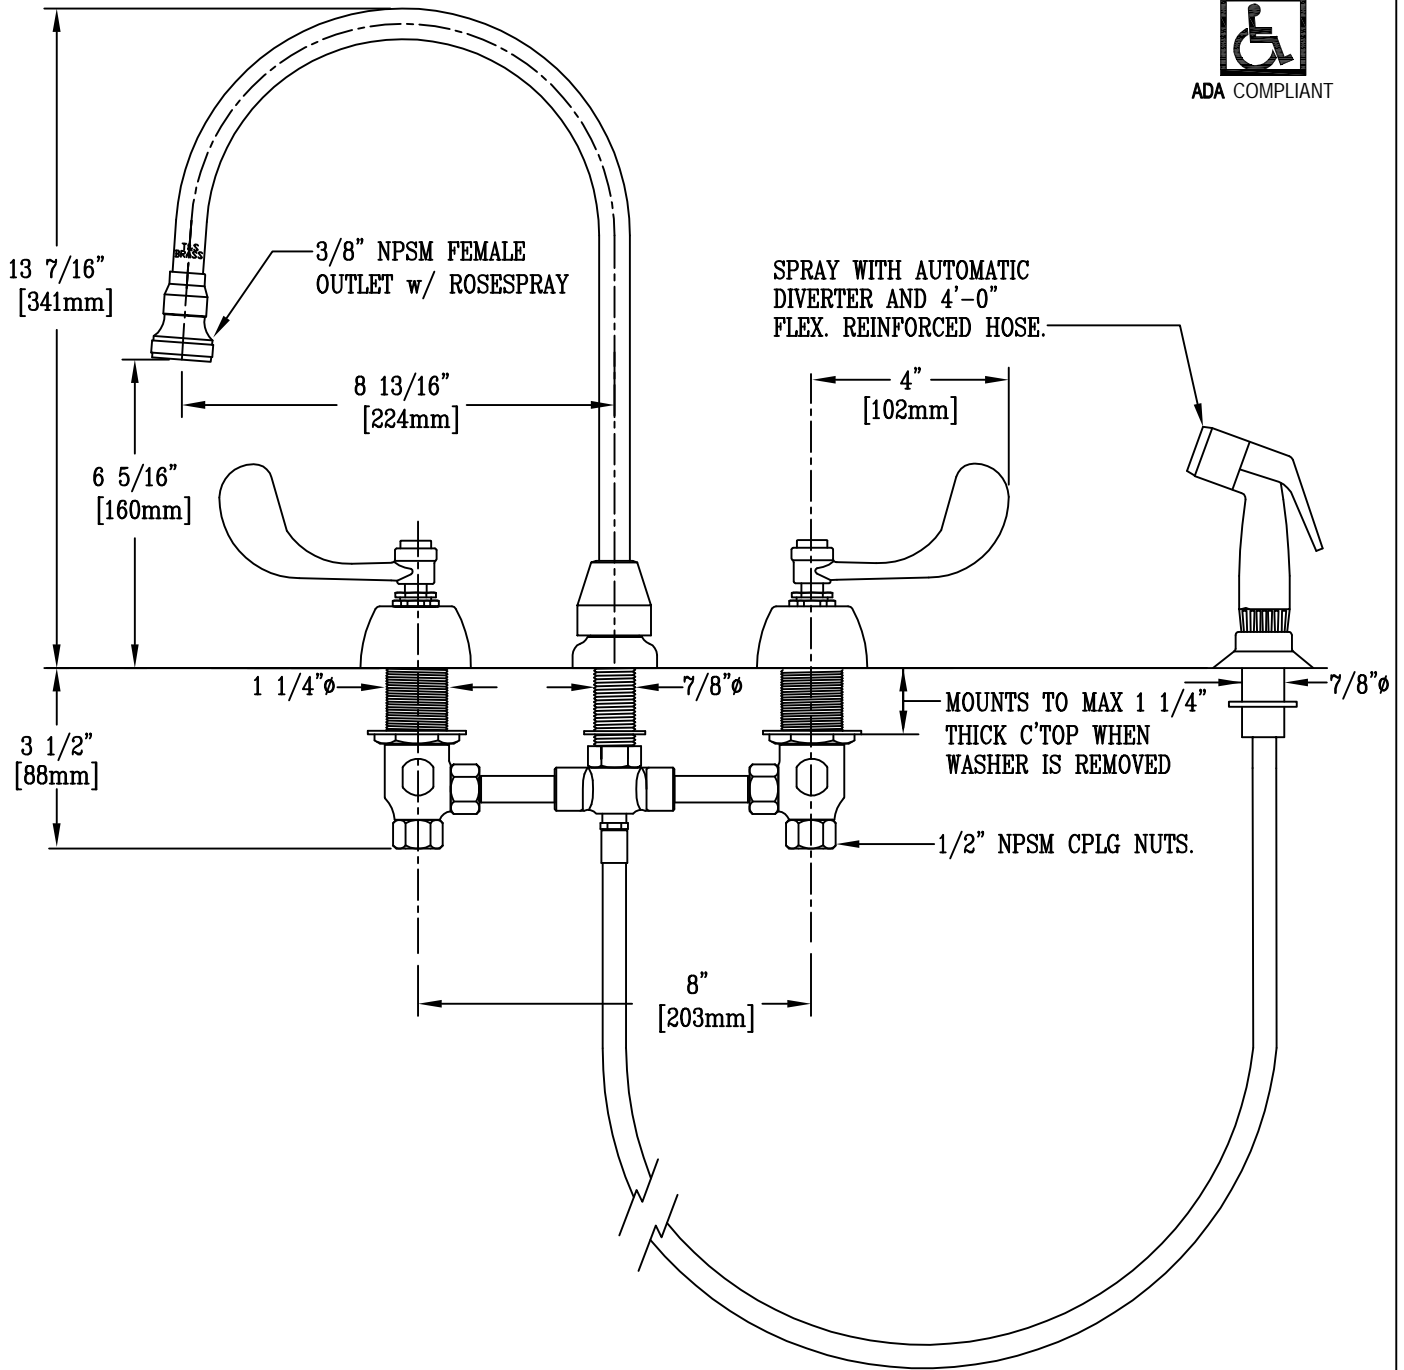 ADA COMPLIANT
13 7/16"
[341mm]
T&S
BRASS
3/8" NPSM FEMALE
OUTLET w/ ROSESPRAY
SPRAY WITH AUTOMATIC
DIVERTER AND 4'-0"
FLEX. REINFORCED HOSE.
8 13/16"
[224mm]
4"
[102mm]
6 5/16"
[160mm]
1 1/4"ø
7/8"ø
7/8"ø
MOUNTS TO MAX 1 1/4"
THICK C'TOP WHEN
WASHER IS REMOVED
3 1/2"
[88mm]
1/2" NPSM CPLG NUTS.
8"
[203mm]